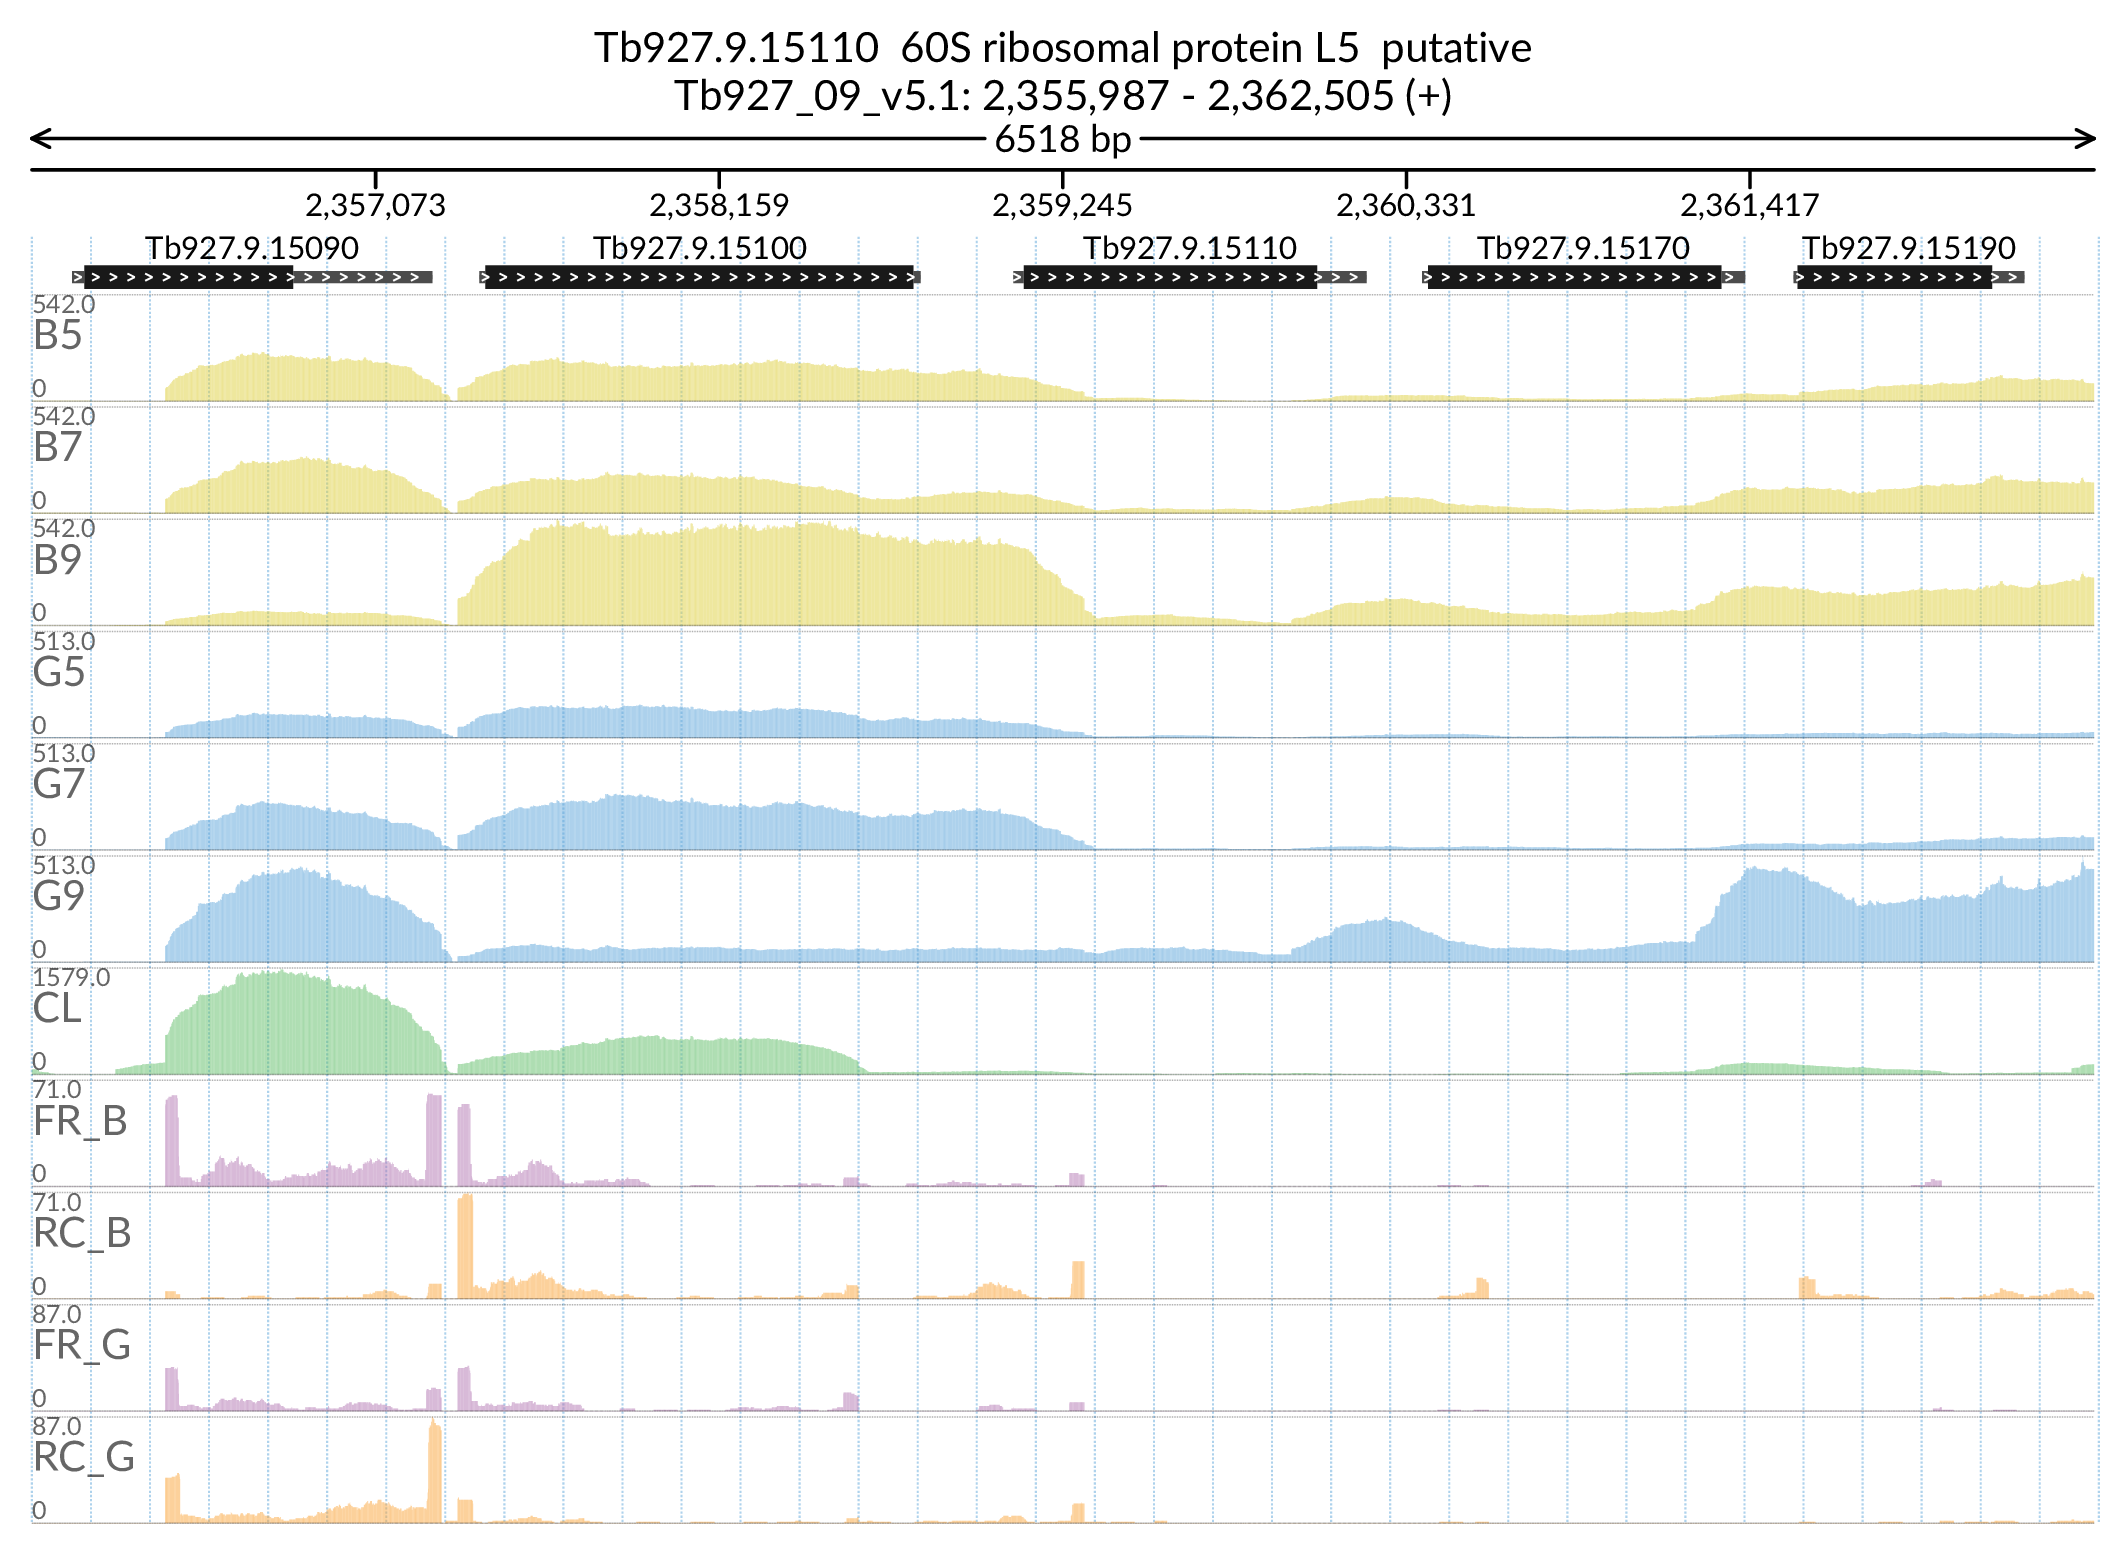 Tb927.9.15110  60S ribosomal protein L5  putative
Tb927_09_v5.1: 2,355,987 - 2,362,505 (+)
6518 bp
2,357,073 2,358,159 2,359,245 2,360,331 2,361,417
Tb927.9.15090 Tb927.9.15100 Tb927.9.15110 Tb927.9.15170 Tb927.9.15190
542.0
B5
0
542.0
B7
0
542.0
B9
0
513.0
G5
0
513.0
G7
0
513.0
G9
0
1579.0
CL
0
71.0
FR_B
0
71.0
RC_B
0
87.0
FR_G
0
87.0
RC_G
0